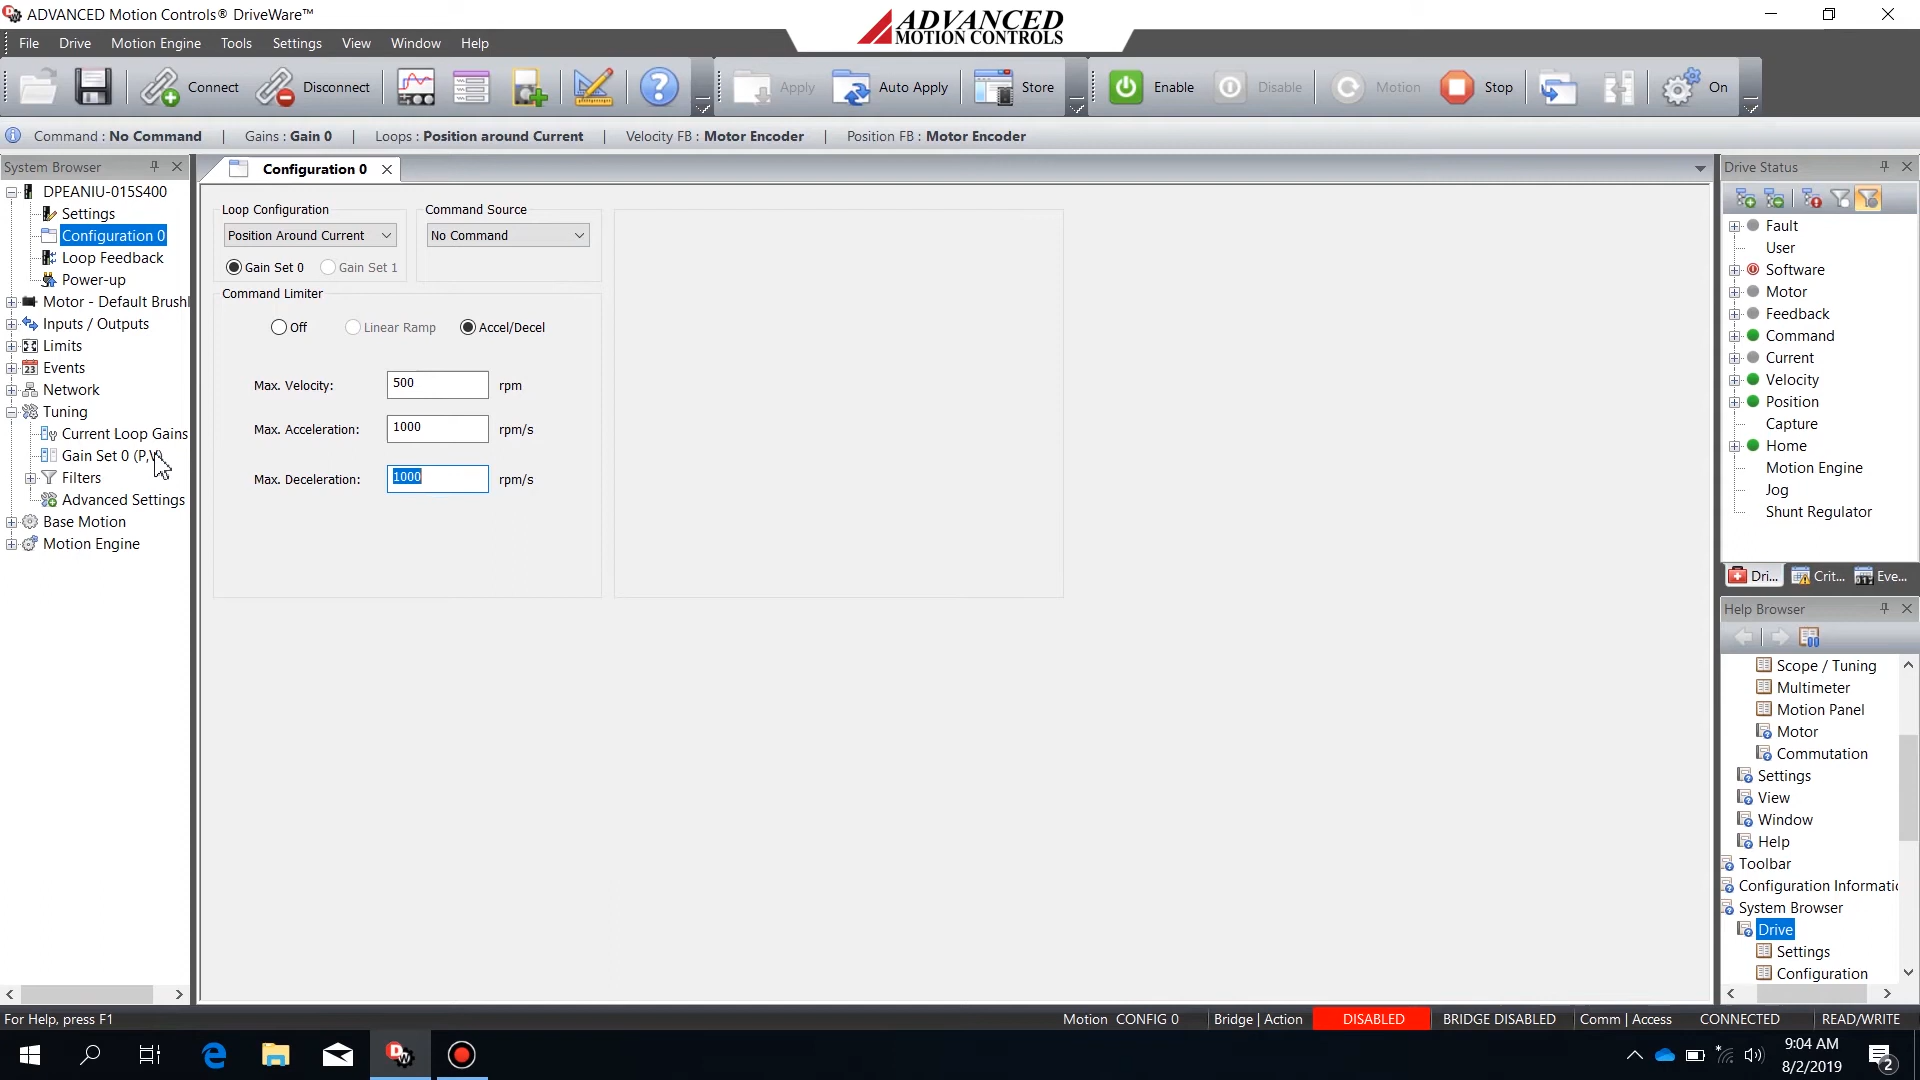 ADVANCED Motion Controls® DriveWare™
ADVANCED
MOTION CONTROLS
File Drive Motion Engine Tools Settings View Window Help
Connect Disconnect Apply Auto Apply Store Enable Disable Motion Stop On
Command : No Command | Gains : Gain 0 | Loops : Position around Current | Velocity FB : Motor Encoder | Position FB : Motor Encoder
System Browser
DPEANIU-015S400
Settings
Configuration 0
Loop Feedback
Power-up
Motor - Default Brushl
Inputs / Outputs
Limits
Events
Network
Tuning
Current Loop Gains
Gain Set 0 (P,V)
Filters
Advanced Settings
Base Motion
Motion Engine
Configuration 0
Loop Configuration
Position Around Current
Gain Set 0 Gain Set 1
Command Source
No Command
Command Limiter
Off Linear Ramp Accel/Decel
Max. Velocity: 500 rpm
Max. Acceleration: 1000 rpm/s
Max. Deceleration: 1000 rpm/s
Drive Status
Fault
User
Software
Motor
Feedback
Command
Current
Velocity
Position
Capture
Home
Motion Engine
Jog
Shunt Regulator
Dri... Crit... Eve...
Help Browser
Scope / Tuning
Multimeter
Motion Panel
Motor
Commutation
Settings
View
Window
Help
Toolbar
Configuration Informatic
System Browser
Drive
Settings
Configuration
For Help, press F1
Motion CONFIG 0 Bridge | Action DISABLED BRIDGE DISABLED Comm | Access CONNECTED READ/WRITE
9:04 AM
8/2/2019
2